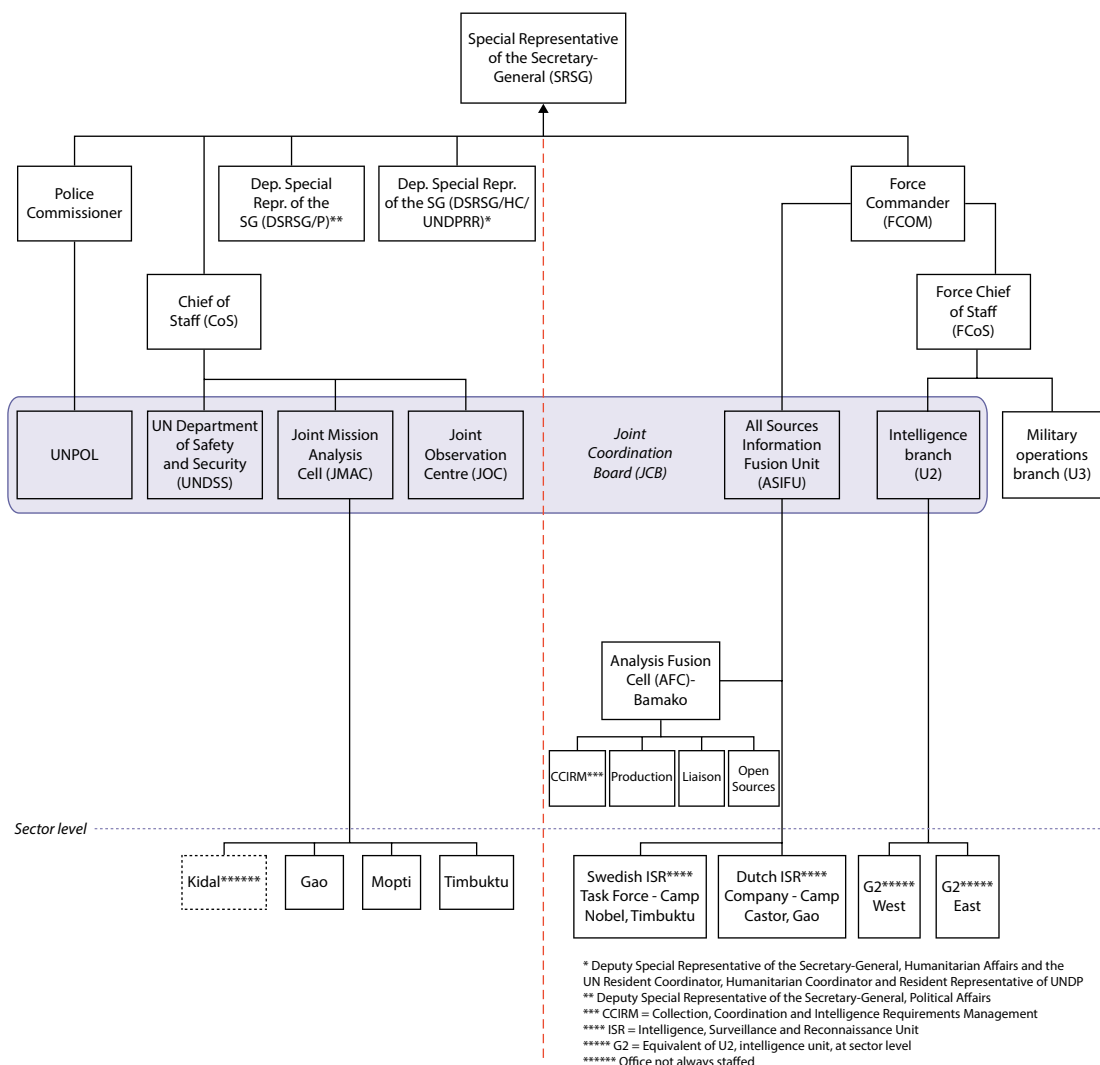 Special Representative
of the Secretary-
General (SRSG)
Police
Commissioner
Dep. Special
Repr. of the
SG (DSRSG/P)**
Dep. Special Repr.
of the SG (DSRSG/HC/
UNDPRR)*
Force
Commander
(FCOM)
Chief of
Staff (CoS)
Force Chief
of Staff
(FCoS)
UNPOL
UN Department
of Safety
and Security
(UNDSS)
Joint Mission
Analysis
Cell (JMAC)
Joint
Observation
Centre (JOC)
Joint
Coordination
Board (JCB)
All Sources
Information
Fusion Unit
(ASIFU)
Intelligence
branch
(U2)
Military
operations
branch (U3)
Analysis Fusion
Cell (AFC)-
Bamako
CCIRM***
Production
Liaison
Open
Sources
Sector level
Kidal******
Gao
Mopti
Timbuktu
Swedish ISR****
Task Force - Camp
Nobel, Timbuktu
Dutch ISR****
Company - Camp
Castor, Gao
G2*****
West
G2*****
East
* Deputy Special Representative of the Secretary-General, Humanitarian Affairs and the
UN Resident Coordinator, Humanitarian Coordinator and Resident Representative of UNDP
** Deputy Special Representative of the Secretary-General, Political Affairs
*** CCIRM = Collection, Coordination and Intelligence Requirements Management
**** ISR = Intelligence, Surveillance and Reconnaissance Unit
***** G2 = Equivalent of U2, intelligence unit, at sector level
****** Office not always staffed